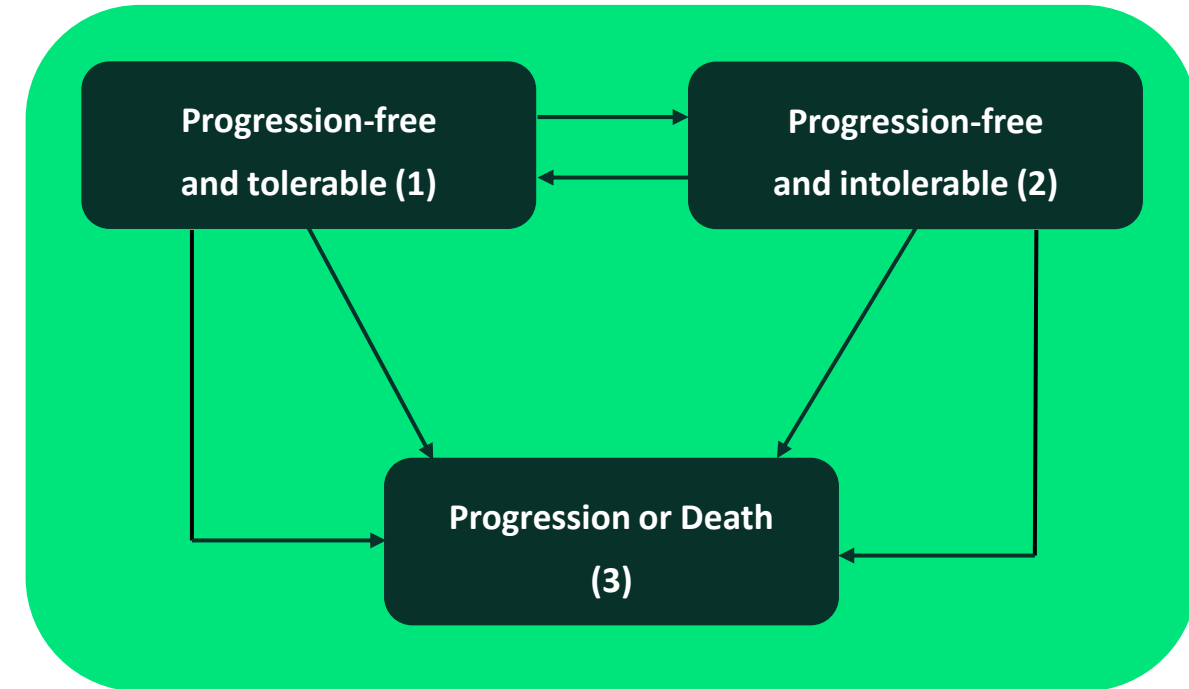 Progression-free
and tolerable (1)
Progression-free
and intolerable (2)
Progression or Death
(3)